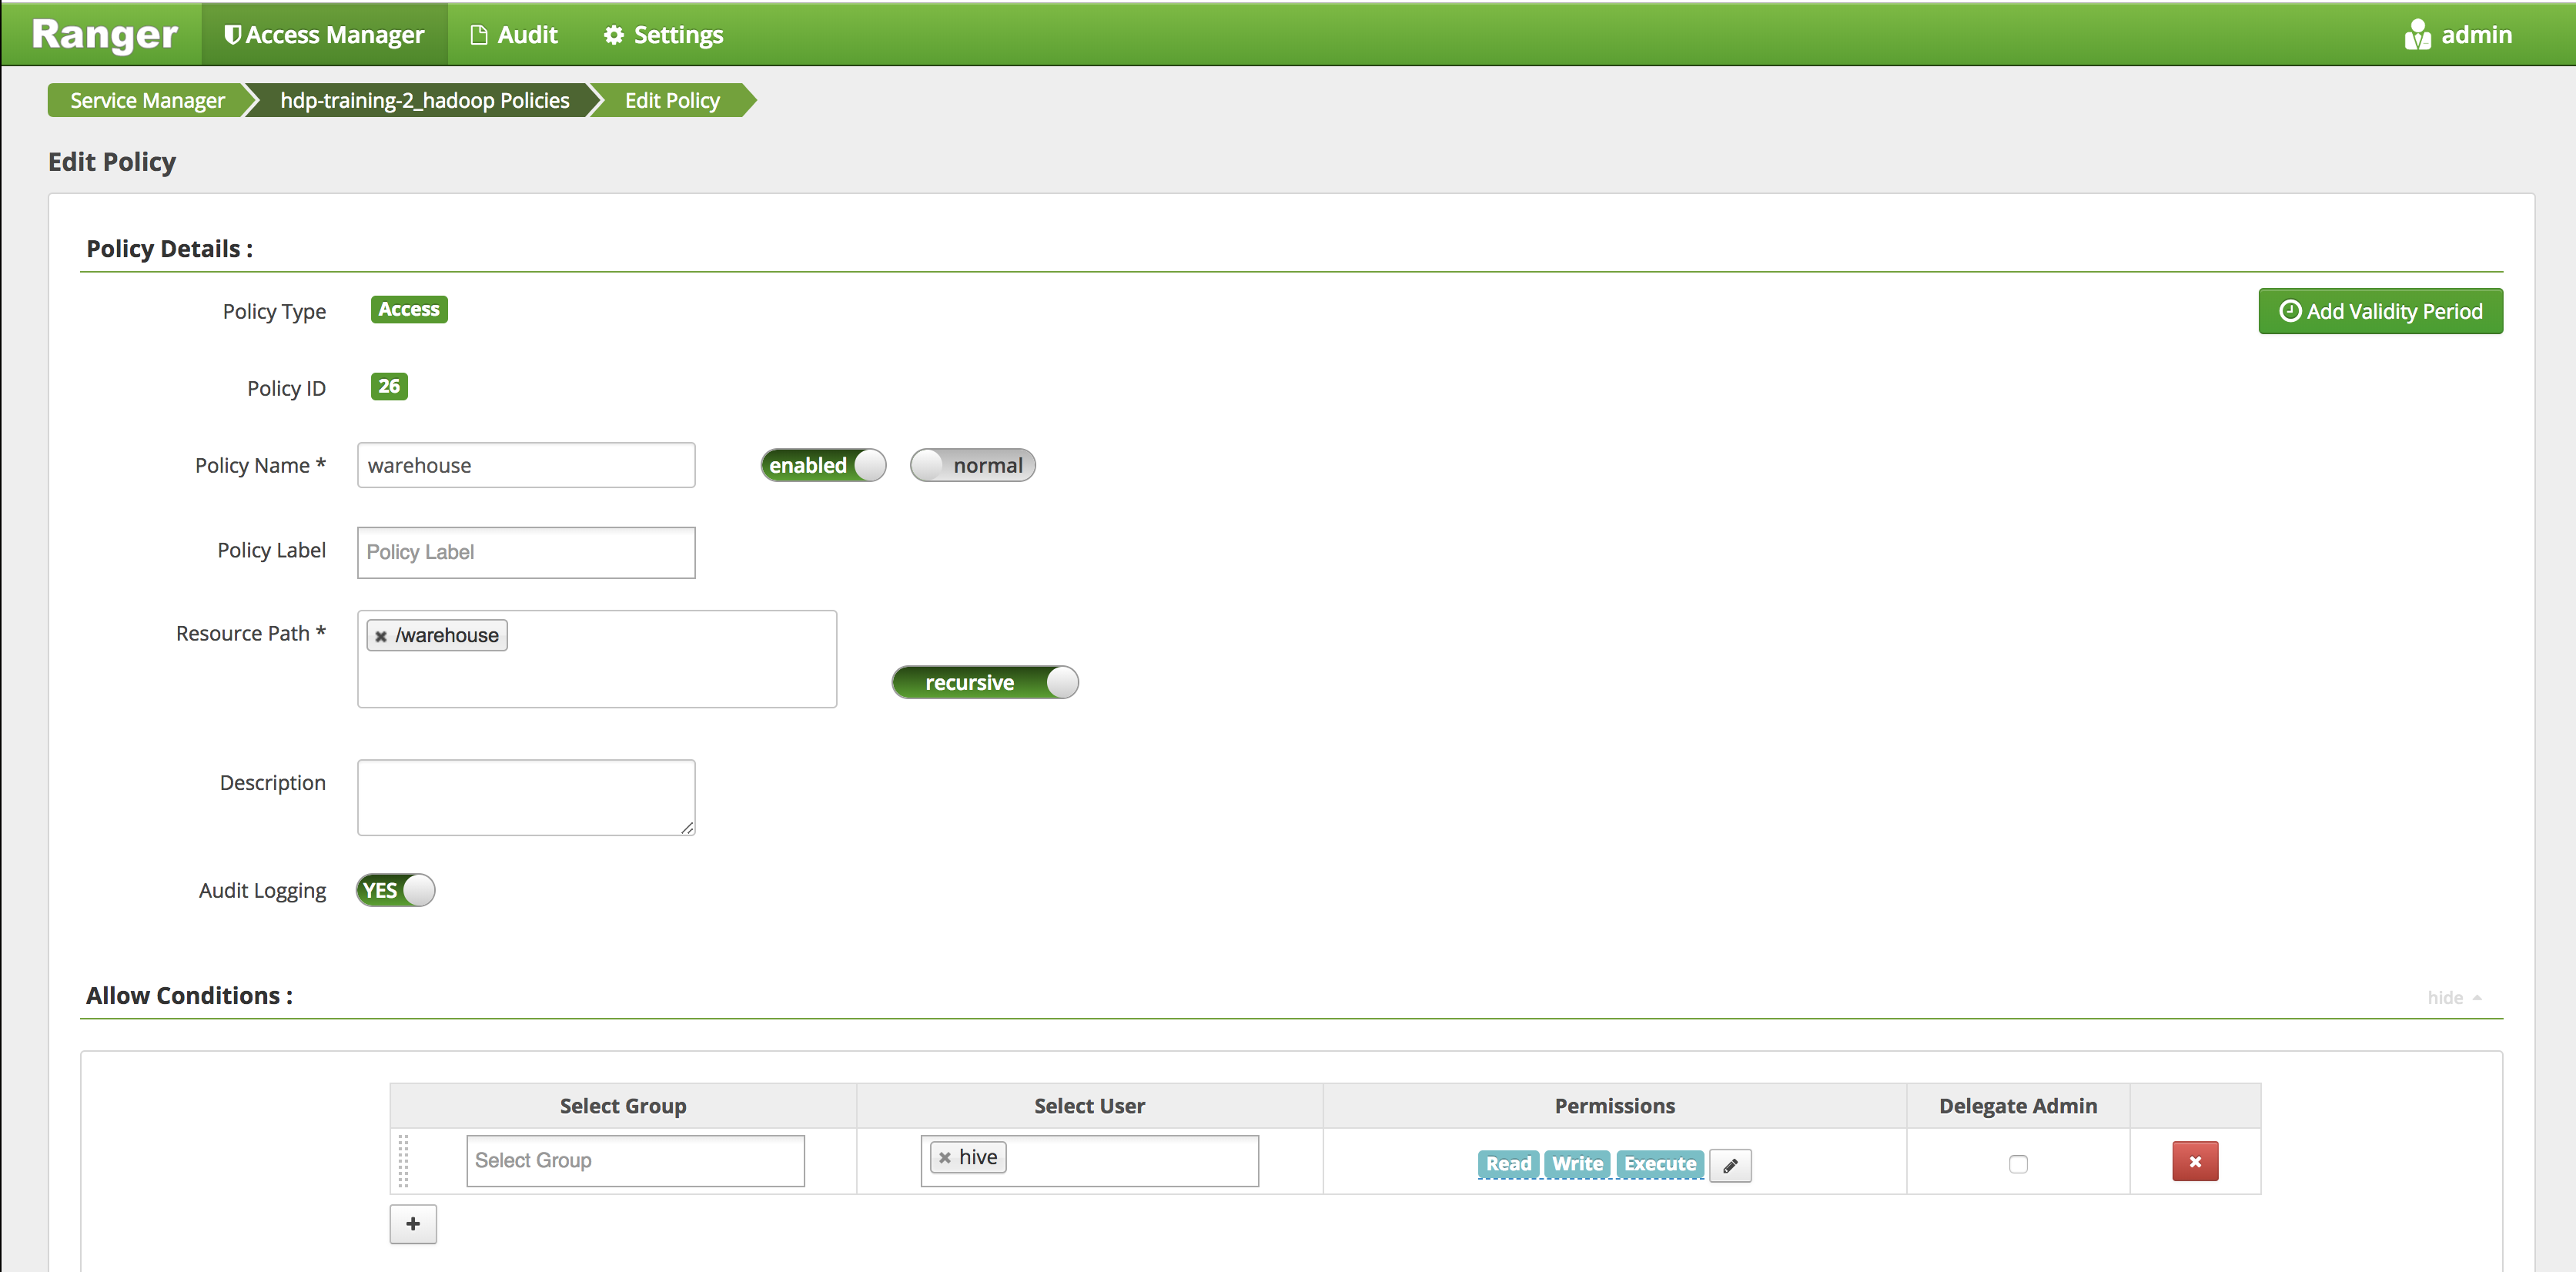 Ranger Access Manager Audit Settings admin
Service Manager hdp-training-2_hadoop Policies Edit Policy
Edit Policy
Policy Details :
Policy Type Access Add Validity Period
Policy ID 26
Policy Name * warehouse enabled normal
Policy Label Policy Label
Resource Path * × /warehouse
recursive
Description
Audit Logging YES
Allow Conditions : hide
Select Group Select User Permissions Delegate Admin
Select Group × hive Read Write Execute ×
+